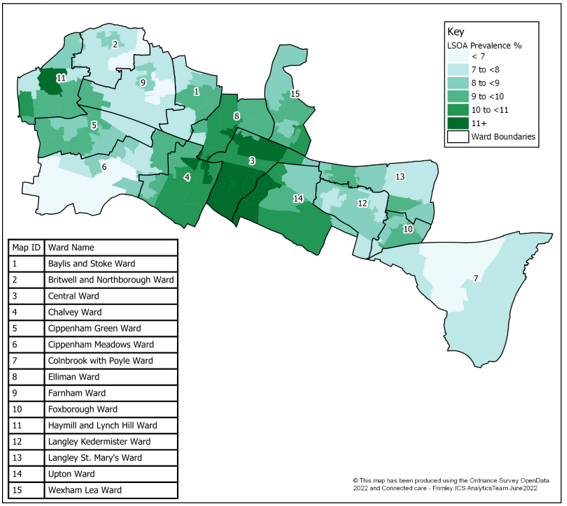 Key
LSOA Prevalence %
< 7
7 to <8
8 to <9
9 to <10
10 to <11
11+
Ward Boundaries
2
11
9
1
15
8
5
3
6
4
13
14
12
10
7
Map ID Ward Name
1 Baylis and Stoke Ward
2 Britwell and Northborough Ward
3 Central Ward
4 Chalvey Ward
5 Cippenham Green Ward
6 Cippenham Meadows Ward
7 Colnbrook with Poyle Ward
8 Elliman Ward
9 Farnham Ward
10 Foxborough Ward
11 Haymill and Lynch Hill Ward
12 Langley Kedermister Ward
13 Langley St. Mary's Ward
14 Upton Ward
15 Wexham Lea Ward
© This map has been produced using the Ordnance Survey OpenData
2022 and Connected care - Frimley ICS AnalyticsTeam June2022